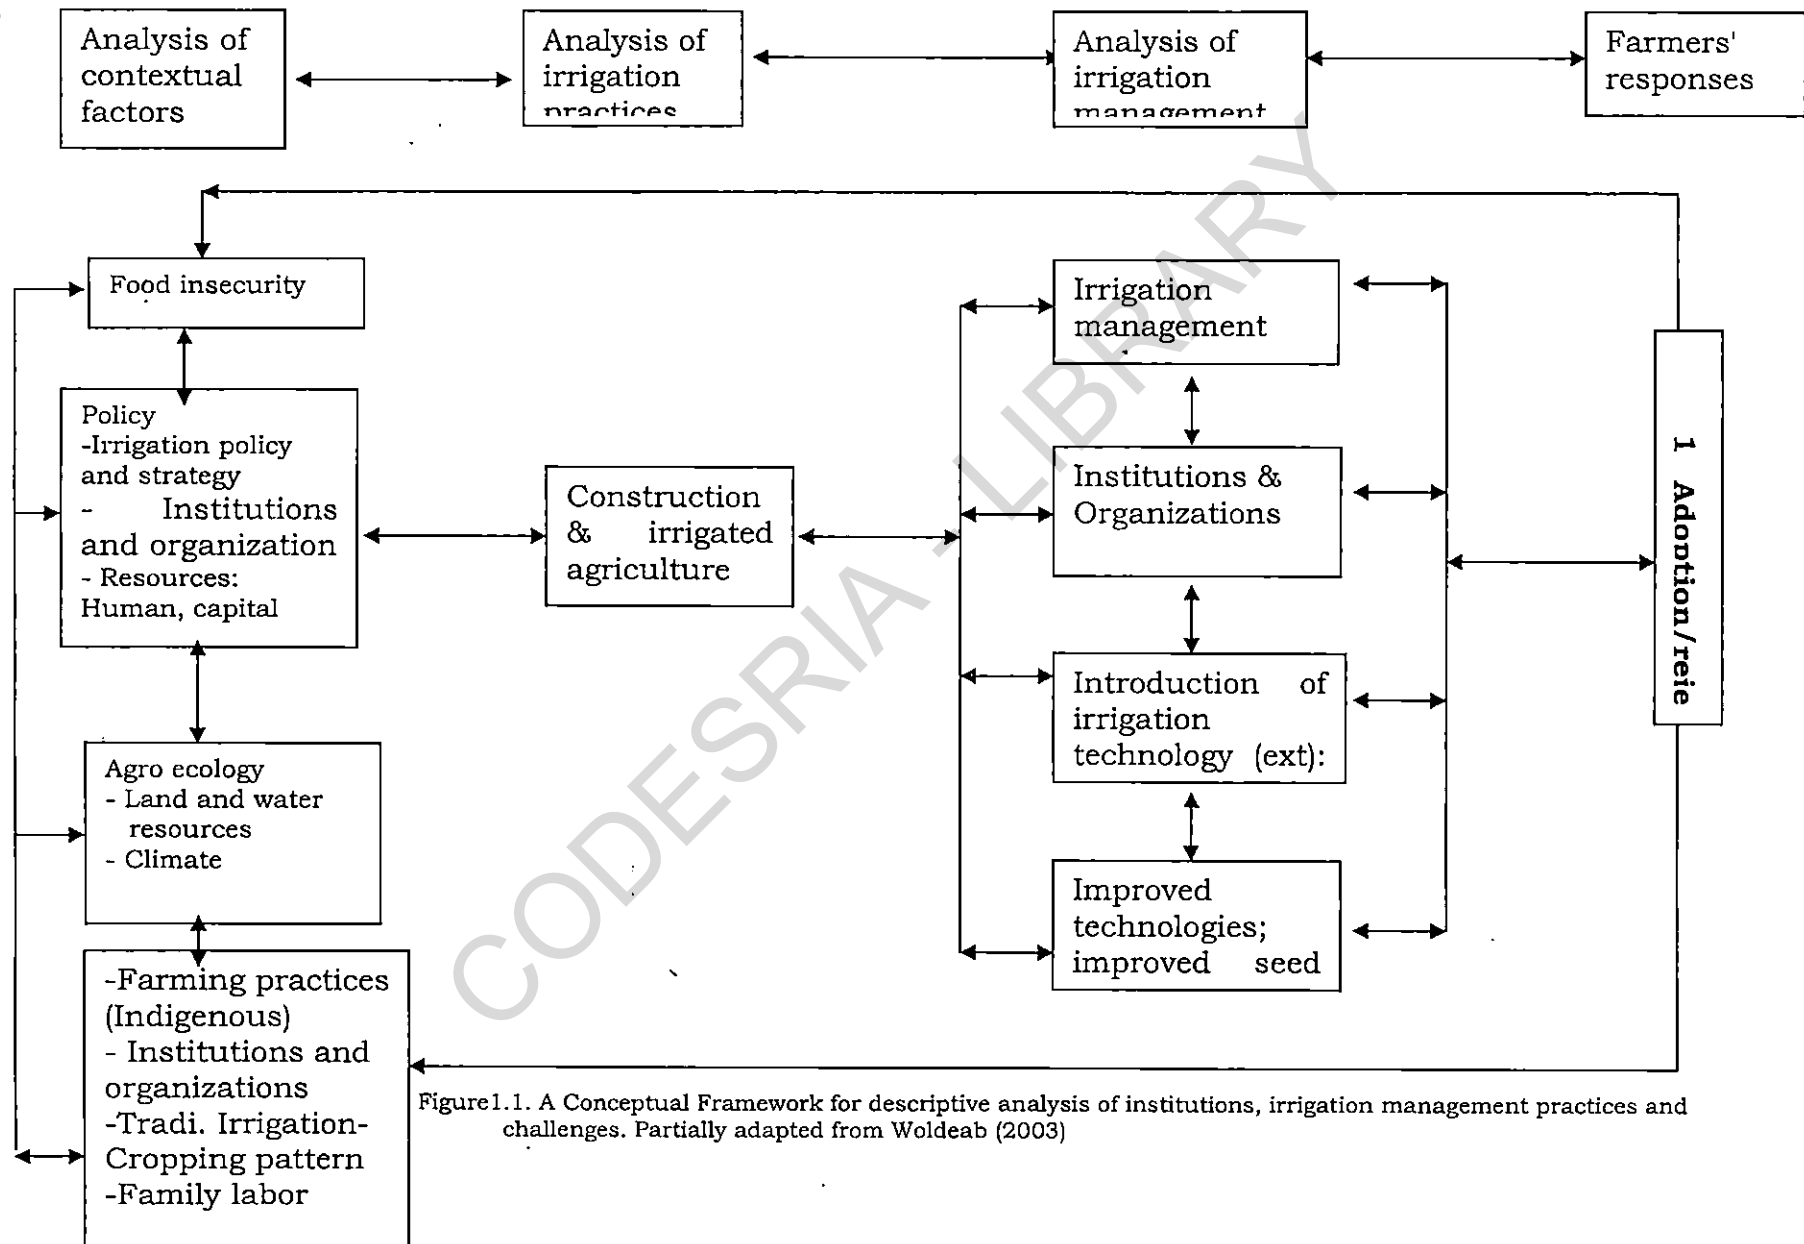 Analysis of
contextual
factors
Analysis of
irrigation
practices
Analysis of
irrigation
management
Farmers'
responses
Food insecurity
Policy
-Irrigation policy
and strategy
- Institutions
and organization
- Resources:
Human, capital
Agro ecology
- Land and water
resources
- Climate
-Farming practices
(Indigenous)
- Institutions and
organizations
-Tradi. Irrigation-
Cropping pattern
-Family labor
Construction
& irrigated
agriculture
Irrigation
management
Institutions &
Organizations
Introduction of
irrigation
technology (ext):
Improved
technologies;
improved seed
1 Adoption/reje
CODESRIA - LIBRARY
Figure1.1. A Conceptual Framework for descriptive analysis of institutions, irrigation management practices and
challenges. Partially adapted from Woldeab (2003)